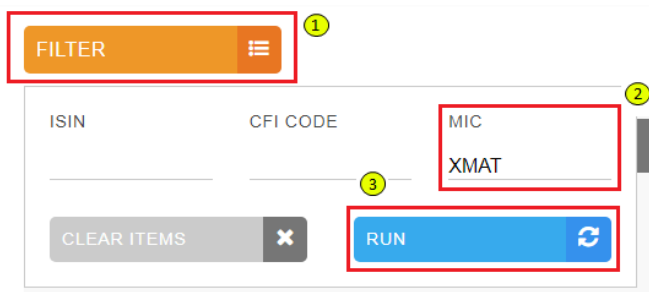 FILTER
1
2
ISIN CFI CODE MIC
XMAT
3
CLEAR ITEMS RUN